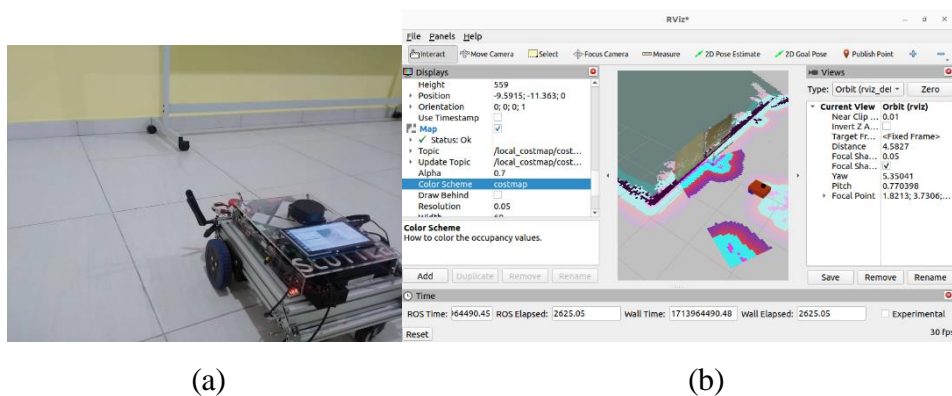 RViz*
File Panels Help
Interact Move Camera Select Focus Camera Measure 2D Pose Estimate 2D Goal Pose Publish Point
Displays
Height 559
Position -9.5915; -11.363; 0
Orientation 0; 0; 0; 1
Use Timestamp
Map
Status: Ok
Topic /local_costmap/cost...
Update Topic /local_costmap/cost...
Alpha 0.7
Color Scheme costmap
Draw Behind
Resolution 0.05
Width 60
Color Scheme
How to color the occupancy values.
Add Duplicate Remove Rename
Views
Type: Orbit (rviz_del Zero
Current View Orbit (rviz)
Near Clip ... 0.01
Invert Z A...
Target Fr... <Fixed Frame>
Distance 4.5827
Focal Sha... 0.05
Focal Sha...
Yaw 5.35041
Pitch 0.770398
Focal Point 1.8213; 3.7306;...
Save Remove Rename
Time
ROS Time: 964490.45 ROS Elapsed: 2625.05 Wall Time: 1713964490.48 Wall Elapsed: 2625.05 Experimental
Reset 30 fps
(a) (b)